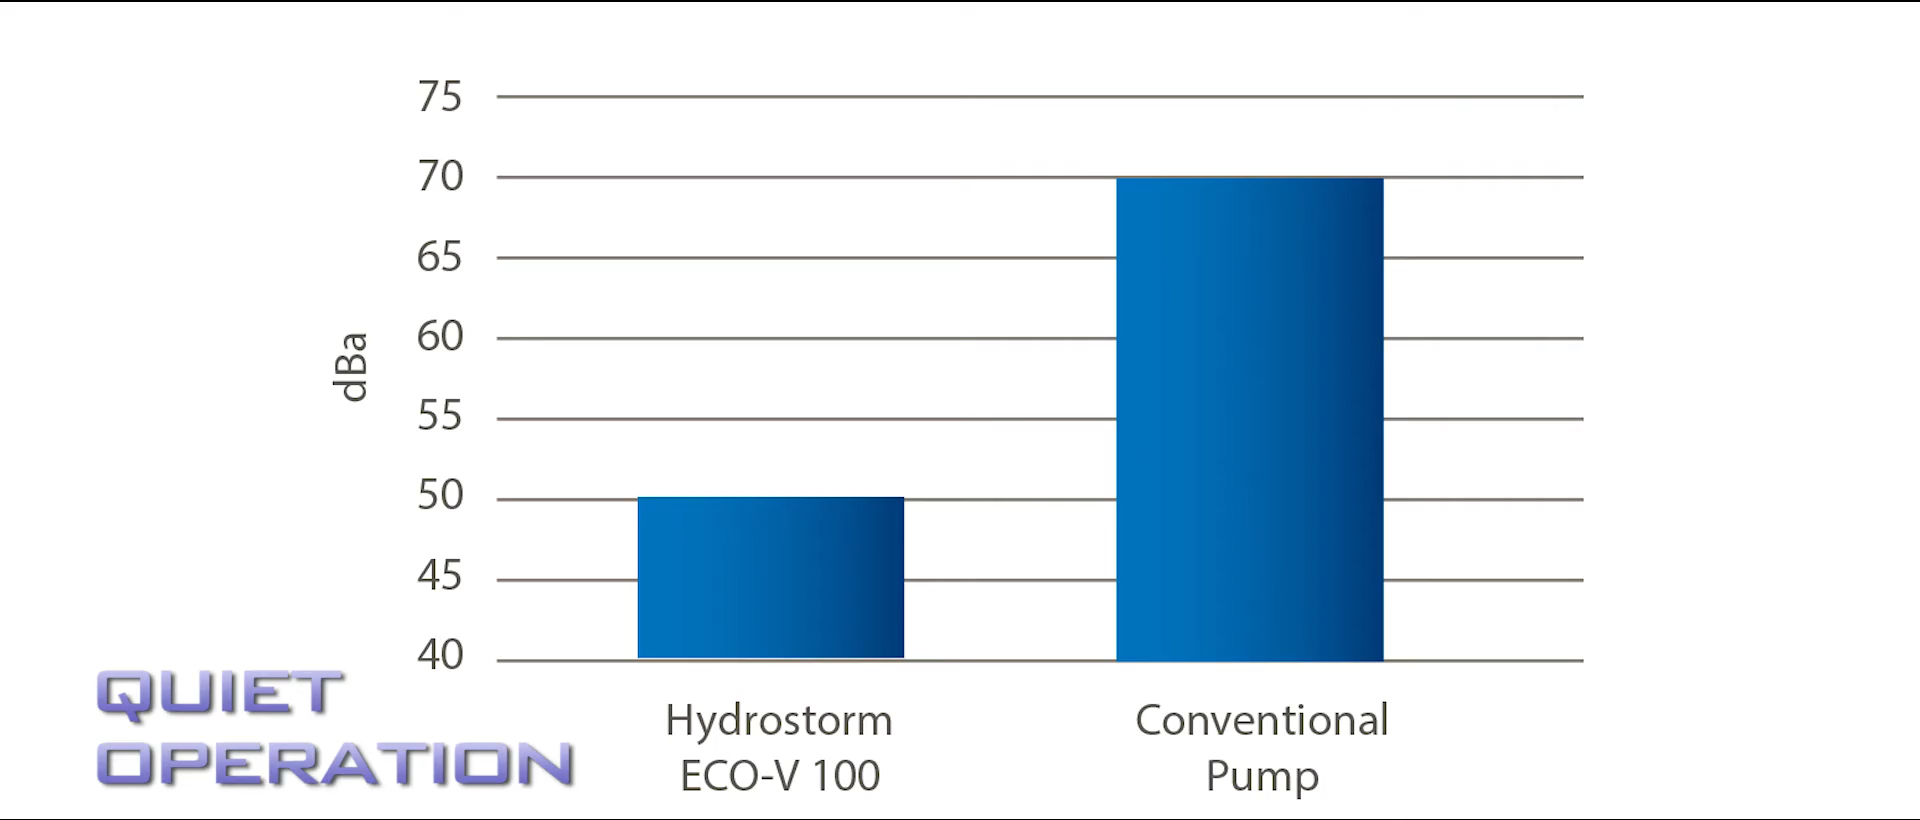 75
70
65
60
55
50
45
40
dBa
Hydrostorm
ECO-V 100
Conventional
Pump
QUIET
OPERATION